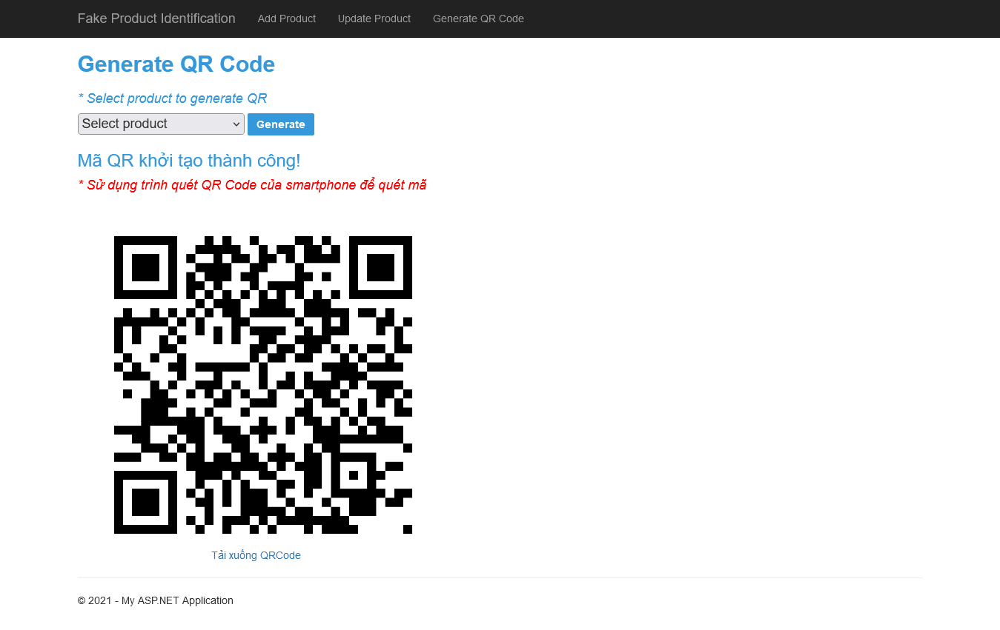 Fake Product Identification Add Product Update Product Generate QR Code
Generate QR Code
* Select product to generate QR
Select product Generate
Mã QR khởi tạo thành công!
* Sử dụng trình quét QR Code của smartphone để quét mã
Tải xuống QRCode
© 2021 - My ASP.NET Application